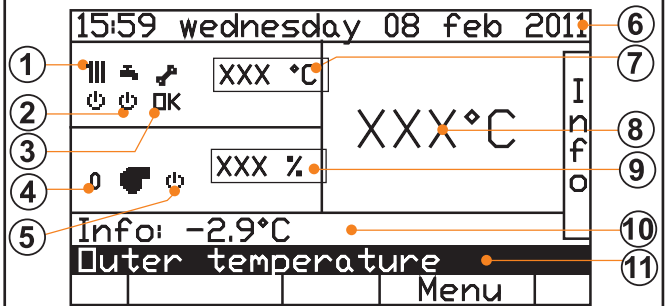 15:59 wednesday 08 feb 2011
6
1
XXX °C
7
2
OK
XXX°C
8
Info
3
4
0
XXX %
9
5
Info: -2.9°C
10
Outer temperature
11
Menu